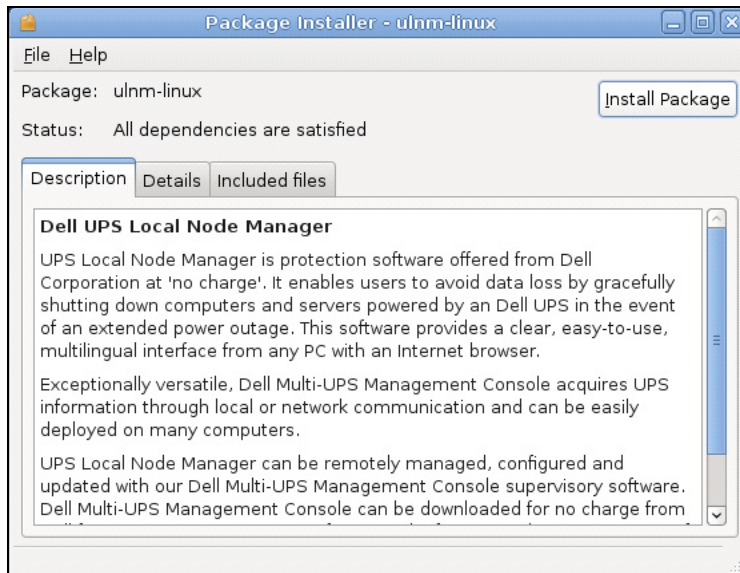 Package Installer - ulnm-linux
File Help
Package: ulnm-linux
Install Package
Status: All dependencies are satisfied
Description Details Included files
Dell UPS Local Node Manager
UPS Local Node Manager is protection software offered from Dell
Corporation at 'no charge'. It enables users to avoid data loss by gracefully
shutting down computers and servers powered by an Dell UPS in the event
of an extended power outage. This software provides a clear, easy-to-use,
multilingual interface from any PC with an Internet browser.
Exceptionally versatile, Dell Multi-UPS Management Console acquires UPS
information through local or network communication and can be easily
deployed on many computers.
UPS Local Node Manager can be remotely managed, configured and
updated with our Dell Multi-UPS Management Console supervisory software.
Dell Multi-UPS Management Console can be downloaded for no charge from